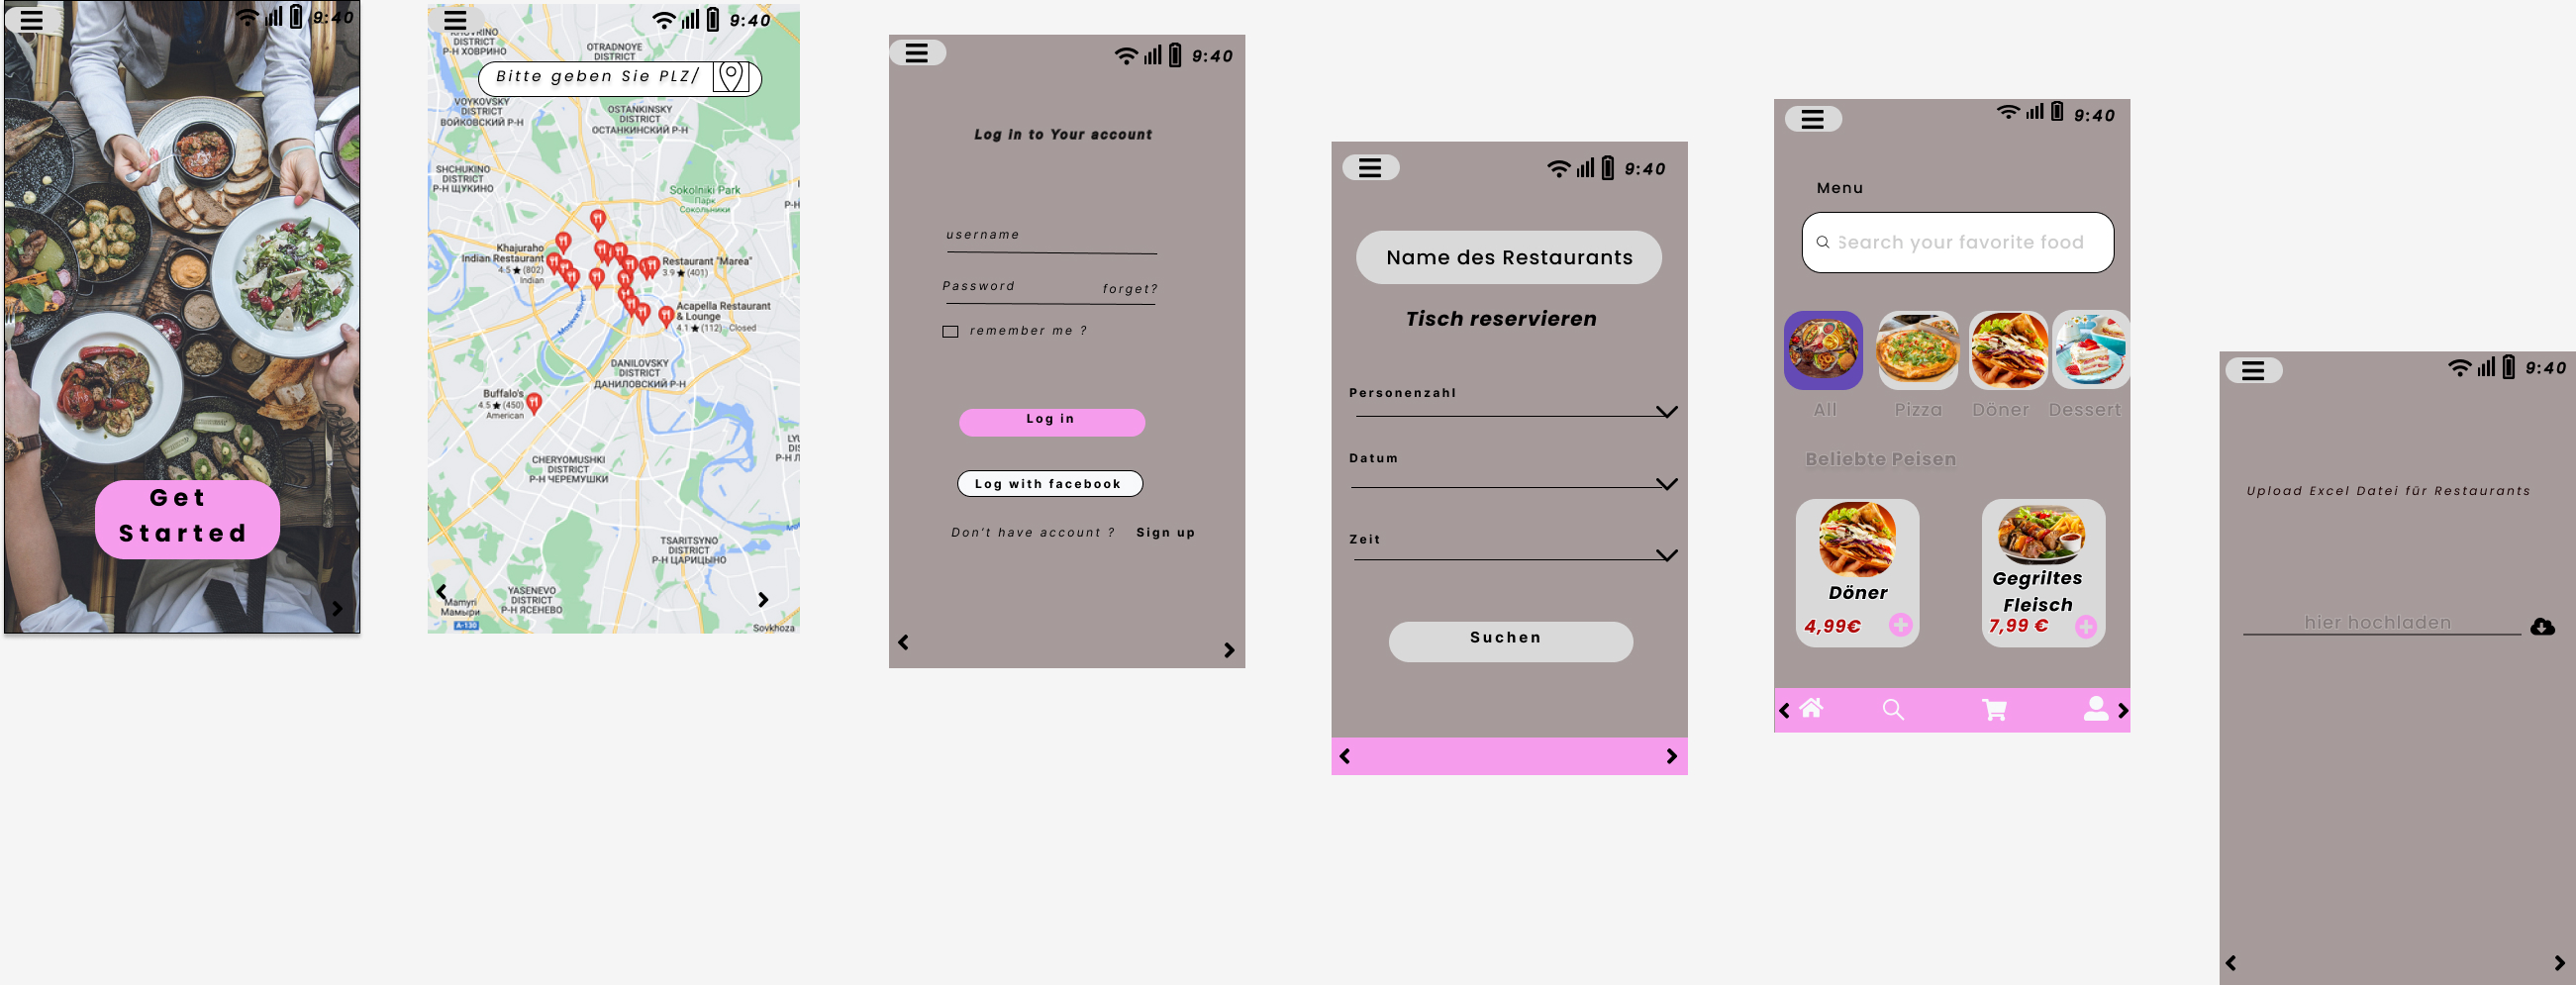 9:40
Get
Started
9:40
KHOVRINO
DISTRICT
Р-Н ХОВРИНО
OTRADNOYE
DISTRICT
Bitte geben Sie PLZ/
VOYKOVSKY
DISTRICT
ВОЙКОВСКИЙ Р-Н
OSTANKINSKY
DISTRICT
ОСТАНКИНСКИЙ Р-Н
SHCHUKINO
DISTRICT
Р-Н ЩУКИНО
Sokolniki Park
Парк
Сокольники
Khajuraho
Indian Restaurant
4.5 ★ (802)
Indian
Restaurant "Marea"
3.9 ★ (401)
Moskva River
Acapella Restaurant
& Lounge
4.1 ★ (112) Closed
DANILOVSKY
DISTRICT
ДАНИЛОВСКИЙ Р-Н
Buffalo's
4.5 ★ (450)
American
CHERYOMUSHKI
DISTRICT
Р-Н ЧЕРЕМУШКИ
TSARITSYNO
DISTRICT
Р-Н ЦАРИЦЫНО
YASENEVO
DISTRICT
Р-Н ЯСЕНЕВО
Mamyri
Мамыри
A-130
Sovkhoza
9:40
Log in to Your account
username
Password forget?
remember me ?
Log in
Log with facebook
Don't have account ? Sign up
9:40
Name des Restaurants
Tisch reservieren
Personenzahl
Datum
Zeit
Suchen
9:40
Menu
Search your favorite food
All Pizza Döner Dessert
Beliebte Peisen
Döner
4,99€
Gegriltes
Fleisch
7,99 €
9:40
Upload Excel Datei für Restaurants
hier hochladen